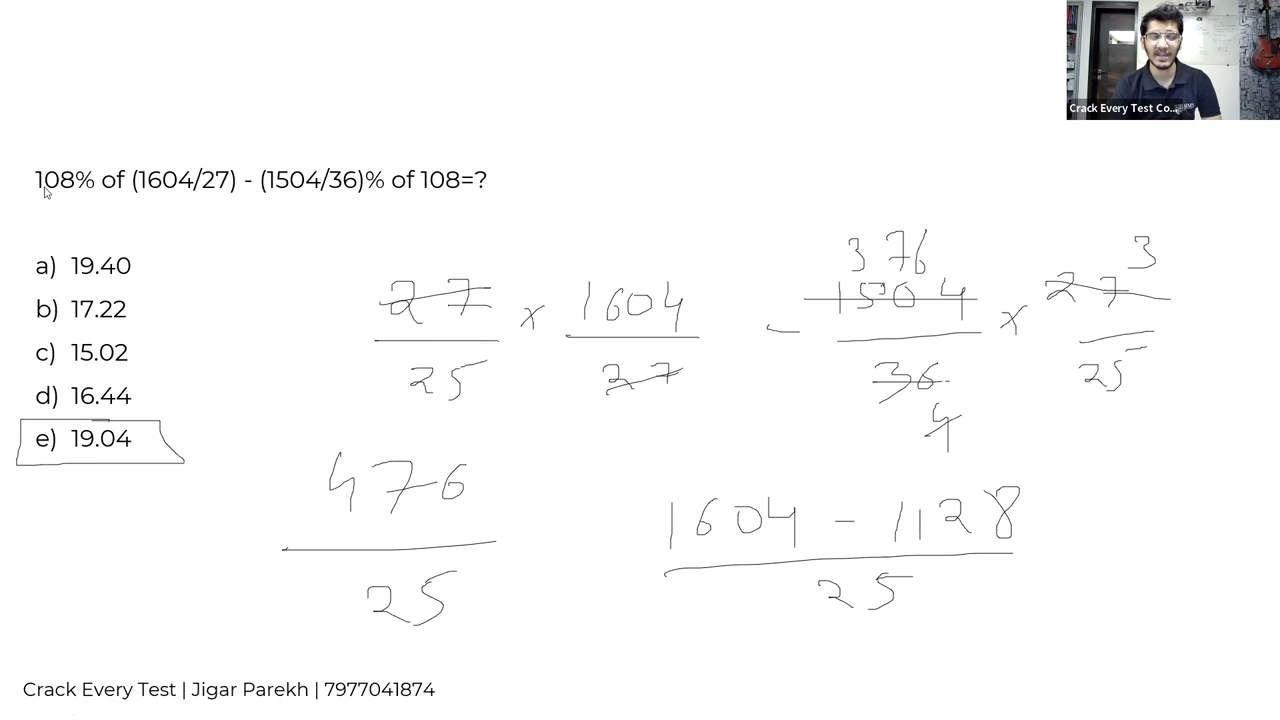 Crack Every Test Co...
108% of (1604/27) - (1504/36)% of 108=?
a) 19.40
b) 17.22
c) 15.02
d) 16.44
e) 19.04
376 3
27 × 1604 - 1504 × 27
25 27 36 25
4
476 1604 - 1128
25 25
Crack Every Test | Jigar Parekh | 7977041874